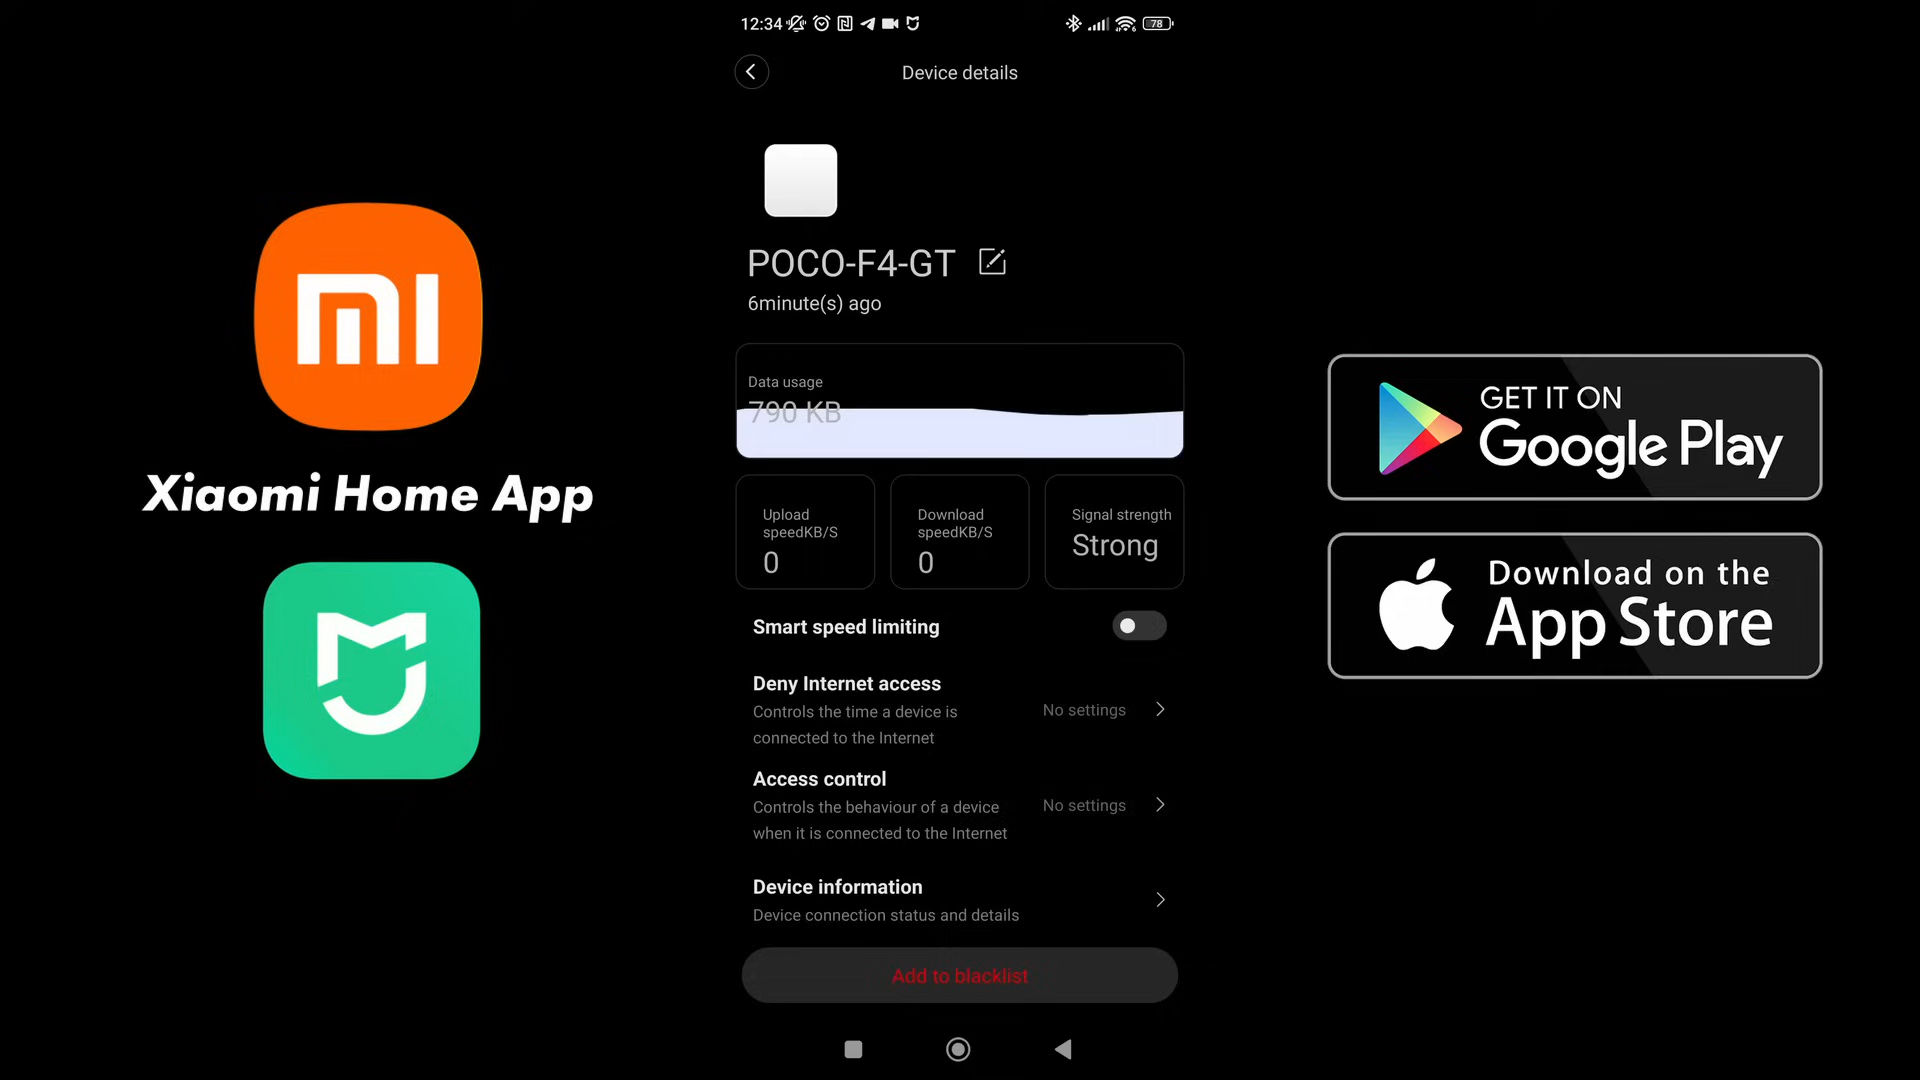 12:34
78
Device details
mi
Xiaomi Home App
POCO-F4-GT
6minute(s) ago
Data usage
790 KB
Upload
speedKB/S
0
Download
speedKB/S
0
Signal strength
Strong
Smart speed limiting
Deny Internet access
Controls the time a device is
connected to the Internet
No settings
Access control
Controls the behaviour of a device
when it is connected to the Internet
No settings
Device information
Device connection status and details
Add to blacklist
GET IT ON
Google Play
Download on the
App Store